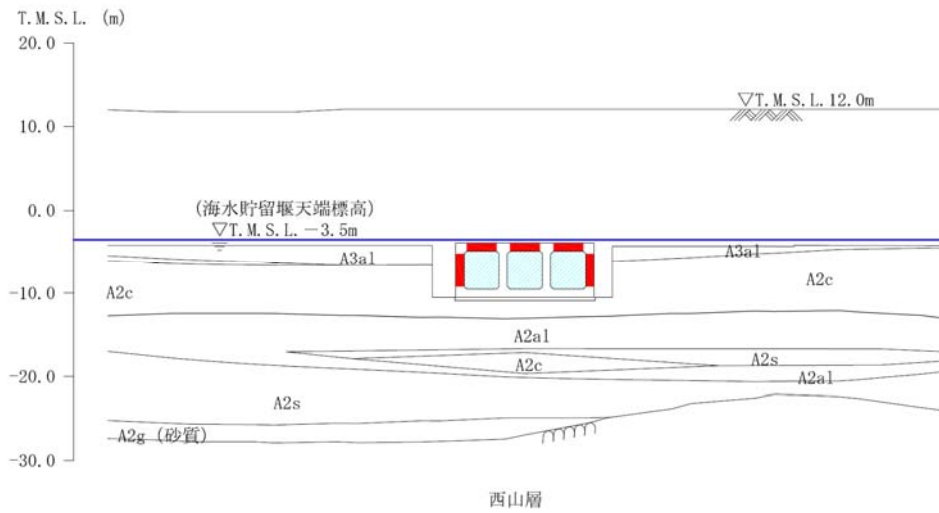 T.M.S.L. (m)
20.0
▽T.M.S.L.12.0m
10.0
(海水貯留堰天端標高)
0.0
▽T.M.S.L.－3.5m
A3al
A3al
A2c
-10.0
A2c
A2al
A2s
A2c
-20.0
A2al
A2s
A2g (砂質)
-30.0
西山層